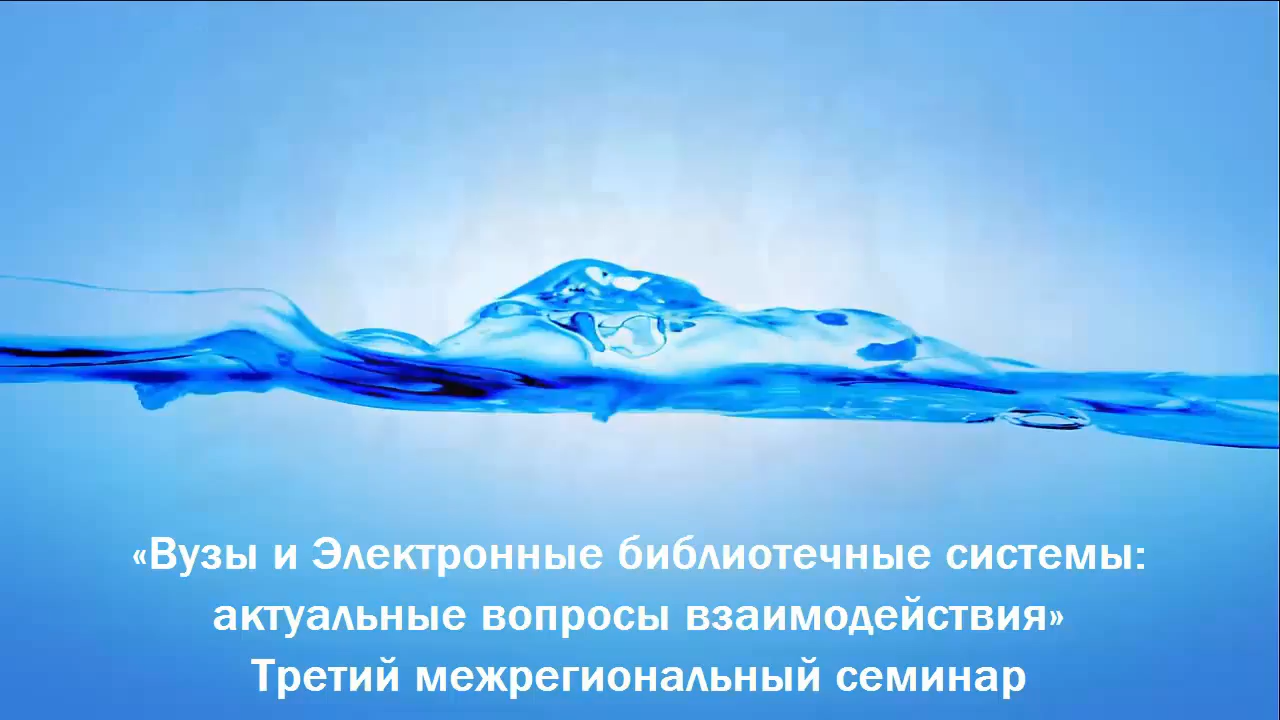 «Вузы и Электронные библиотечные системы:
актуальные вопросы взаимодействия»
Третий межрегиональный семинар